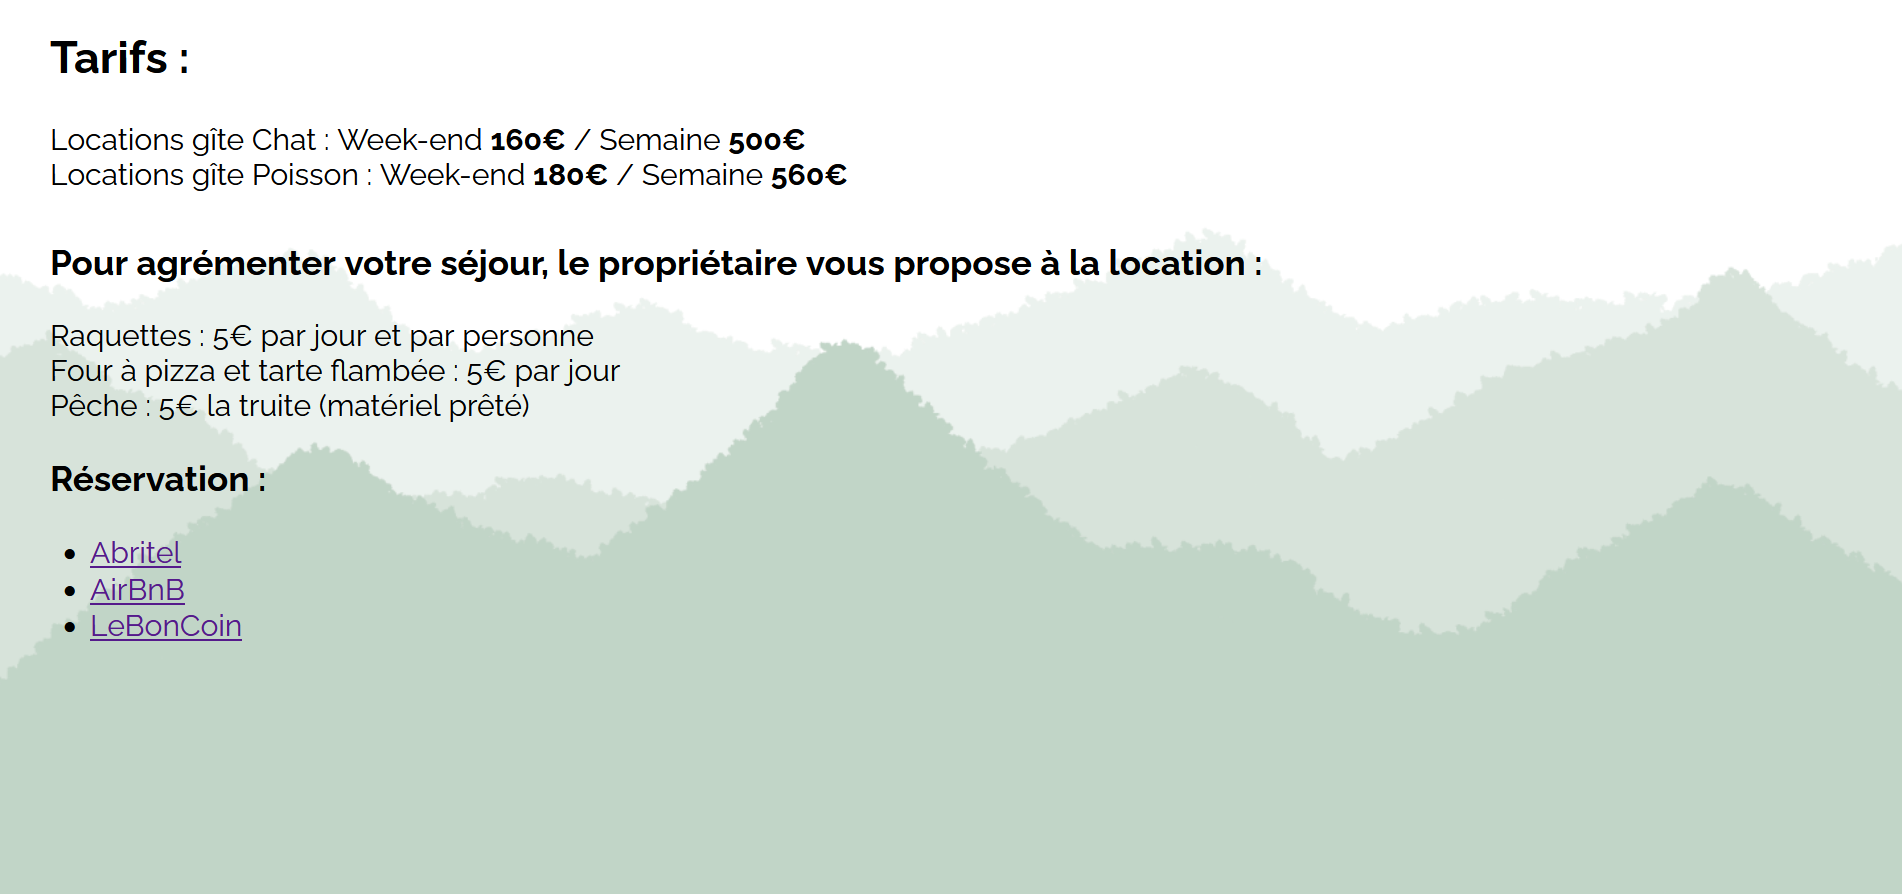 Tarifs :
Locations gîte Chat : Week-end 160€ / Semaine 500€
Locations gîte Poisson : Week-end 180€ / Semaine 560€
Pour agrémenter votre séjour, le propriétaire vous propose à la location :
Raquettes : 5€ par jour et par personne
Four à pizza et tarte flambée : 5€ par jour
Pêche : 5€ la truite (matériel prêté)
Réservation :
• Abritel
• AirBnB
• LeBonCoin